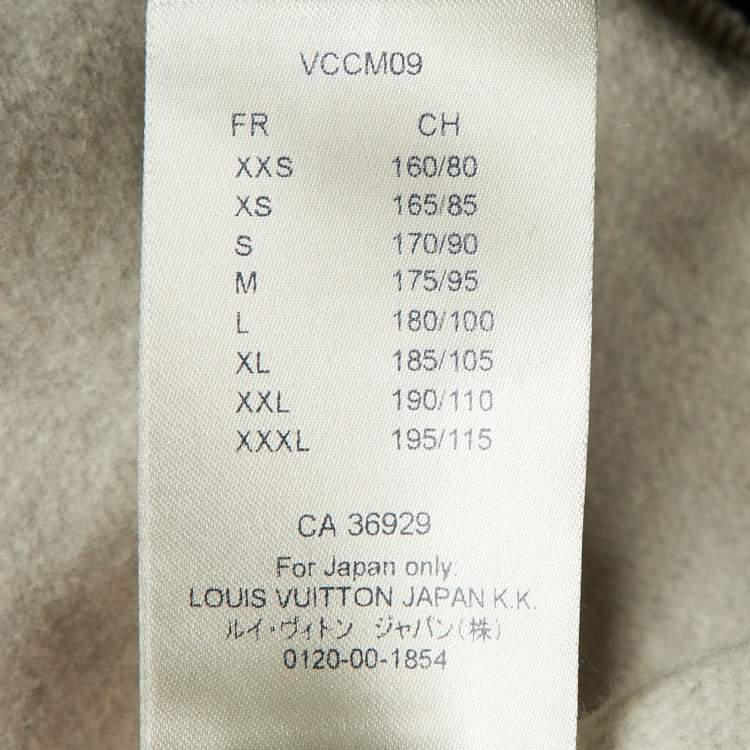 VCCM09
FR CH
XXS 160/80
XS 165/85
S 170/90
M 175/95
L 180/100
XL 185/105
XXL 190/110
XXXL 195/115
CA 36929
For Japan only.
LOUIS VUITTON JAPAN K.K.
ルイ・ヴィトン ジャパン(株)
0120-00-1854